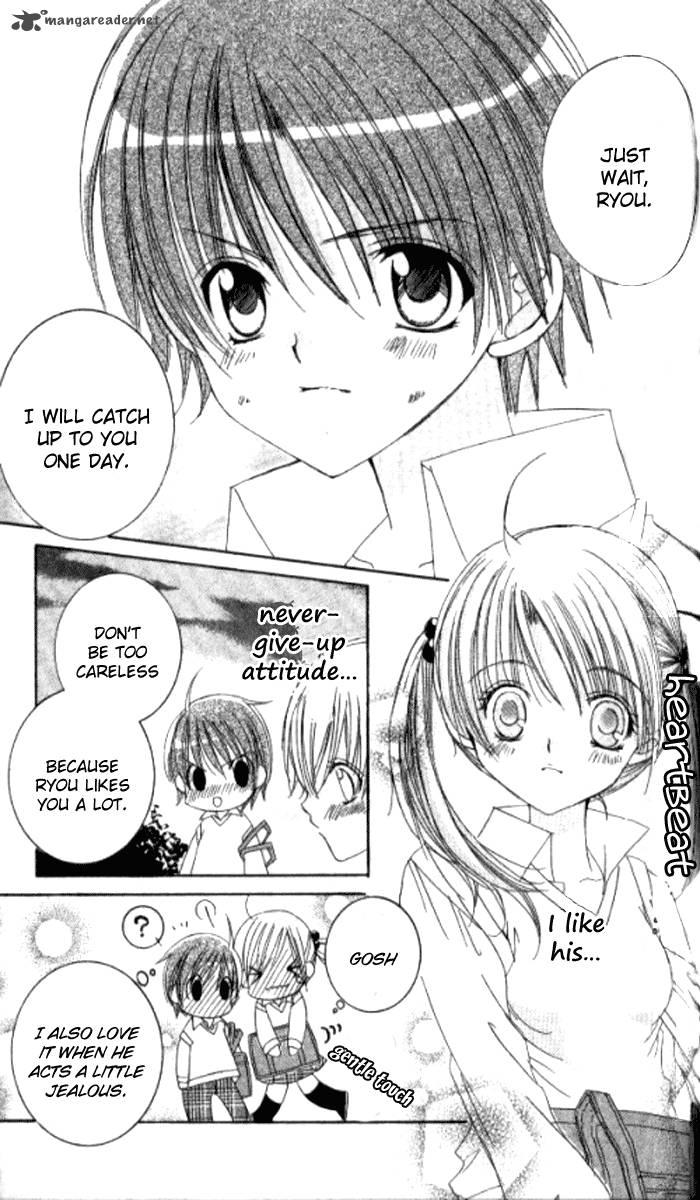 mangareader.net
JUST
WAIT,
RYOU.
I WILL CATCH
UP TO YOU
ONE DAY.
heartBeat
I like
his...
never-
give-up
attitude...
DON'T
BE TOO
CARELESS
BECAUSE
RYOU LIKES
YOU A LOT.
?
?
GOSH
gentle touch
I ALSO LOVE
IT WHEN HE
ACTS A LITTLE
JEALOUS.